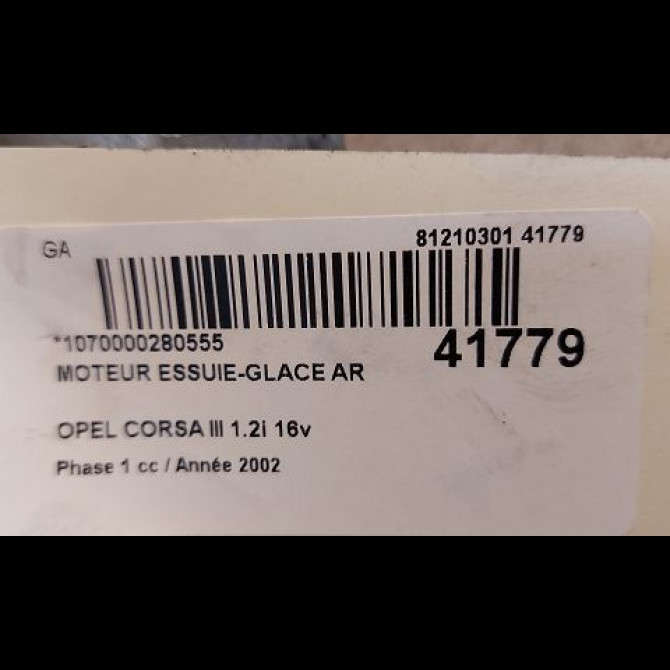 GA
81210301 41779
*1070000280555
41779
MOTEUR ESSUIE-GLACE AR
OPEL CORSA III 1.2i 16v
Phase 1 cc / Année 2002